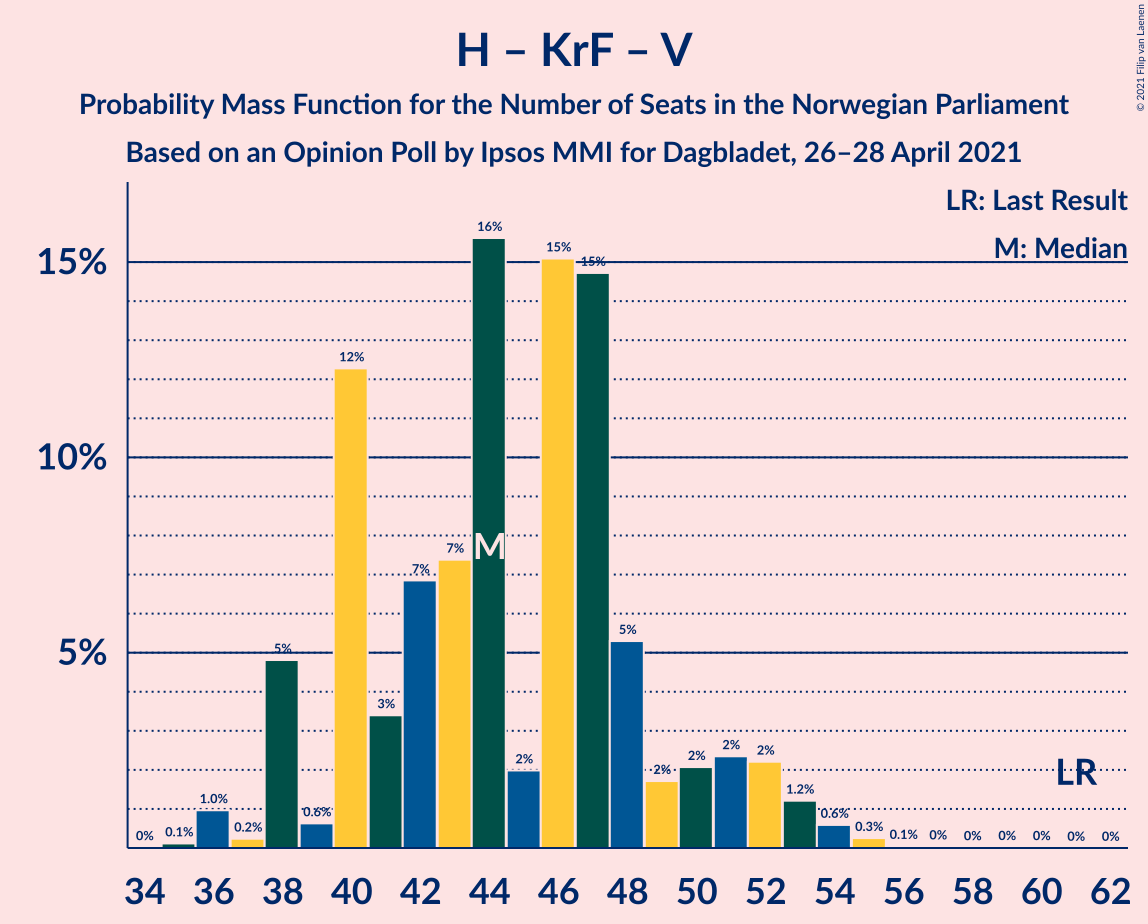 © 2021 Filip van Laenen
H – KrF – V
Probability Mass Function for the Number of Seats in the Norwegian Parliament
Based on an Opinion Poll by Ipsos MMI for Dagbladet, 26–28 April 2021
LR: Last Result
M: Median
15%
10%
5%
0% 0.1% 1.0% 0.2% 5% 0.6% 12% 3% 7% 7% 16% 2% 15% 15% 5% 2% 2% 2% 2% 1.2% 0.6% 0.3% 0.1% 0% 0% 0% 0% 0% 0%
M
LR
34 36 38 40 42 44 46 48 50 52 54 56 58 60 62